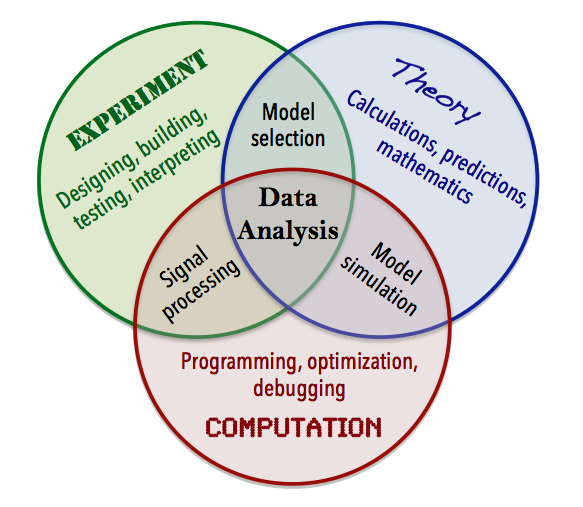 EXPERIMENT
Designing, building,
testing, interpreting
Theory
Calculations, predictions,
mathematics
Model
selection
Data
Analysis
Signal
processing
Model
simulation
Programming, optimization,
debugging
COMPUTATION